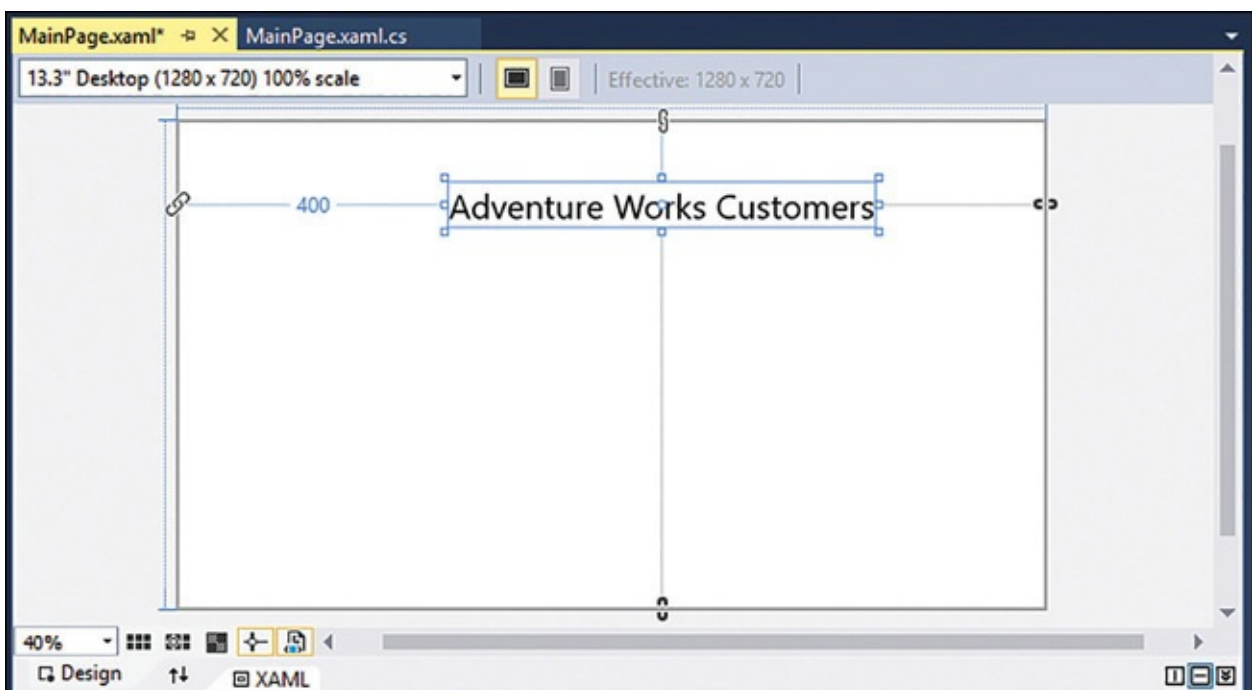 MainPage.xaml* MainPage.xaml.cs
13.3" Desktop (1280 x 720) 100% scale Effective: 1280 x 720
400 Adventure Works Customers
40%
Design XAML